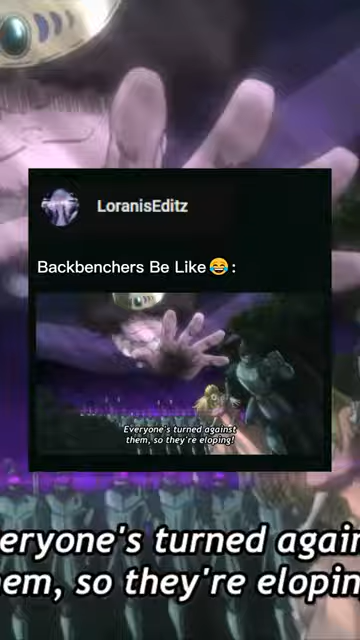 LoranisEditz
Backbenchers Be Like😂:
Everyone's turned against
them, so they're eloping!
eryone's turned again
em, so they're elopin